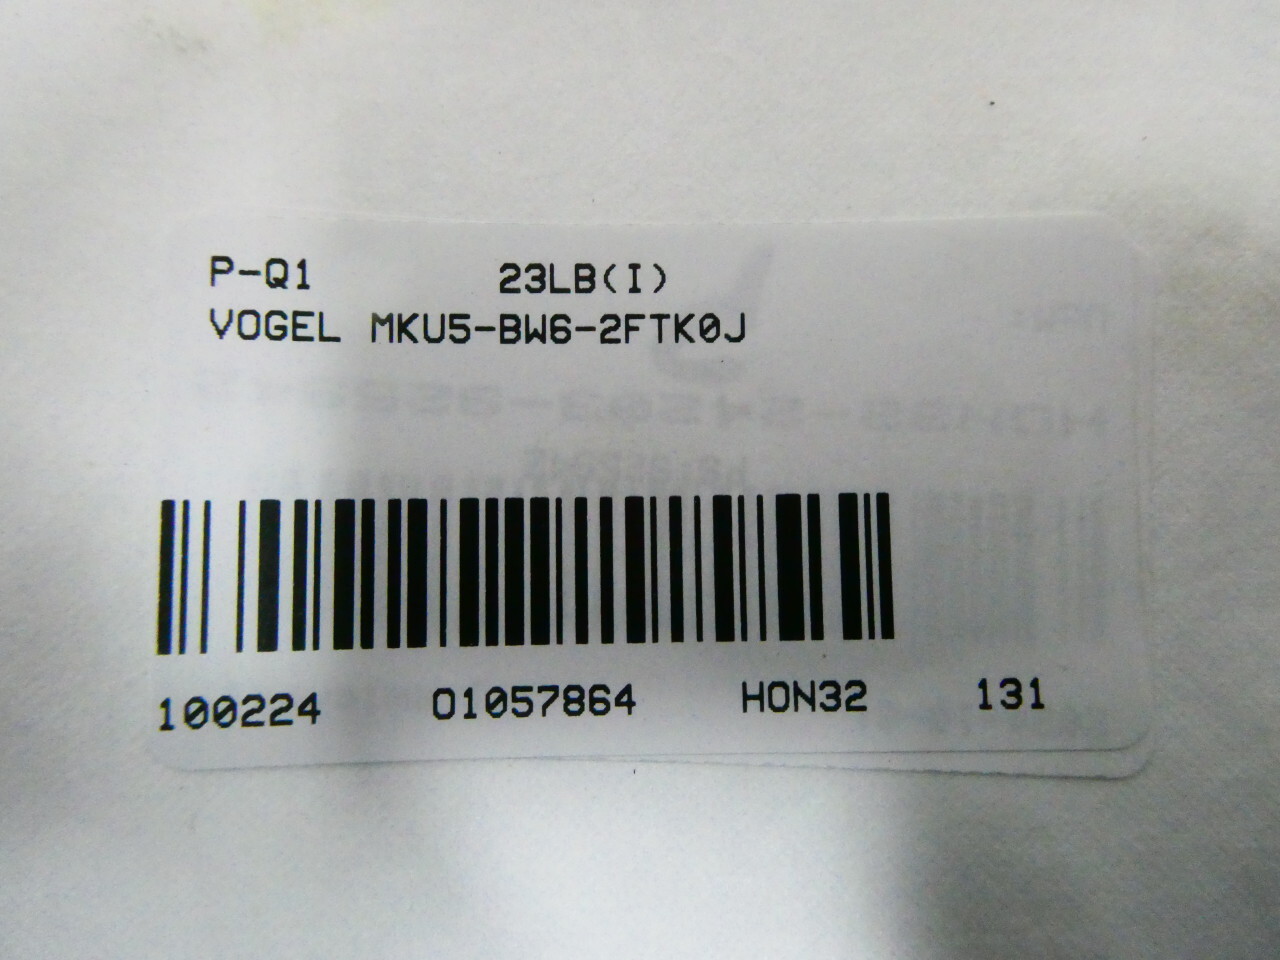 P-Q1 23LB(I)
VOGEL MKU5-BW6-2FTK0J
100224 01057864 HON32 131